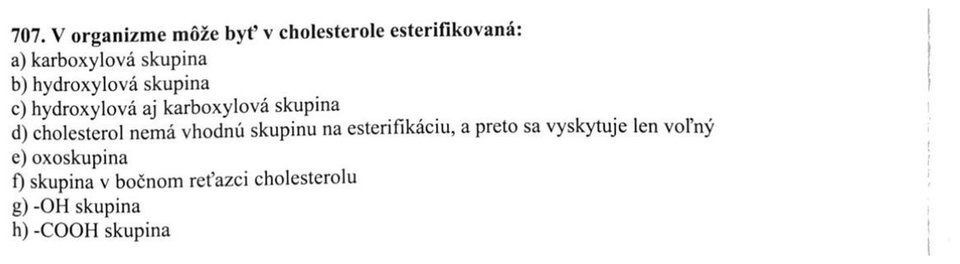 707. V organizme môže byť v cholesterole esterifikovaná:
a) karboxylová skupina
b) hydroxylová skupina
c) hydroxylová aj karboxylová skupina
d) cholesterol nemá vhodnú skupinu na esterifikáciu, a preto sa vyskytuje len voľný
e) oxoskupina
f) skupina v bočnom reťazci cholesterolu
g) -OH skupina
h) -COOH skupina